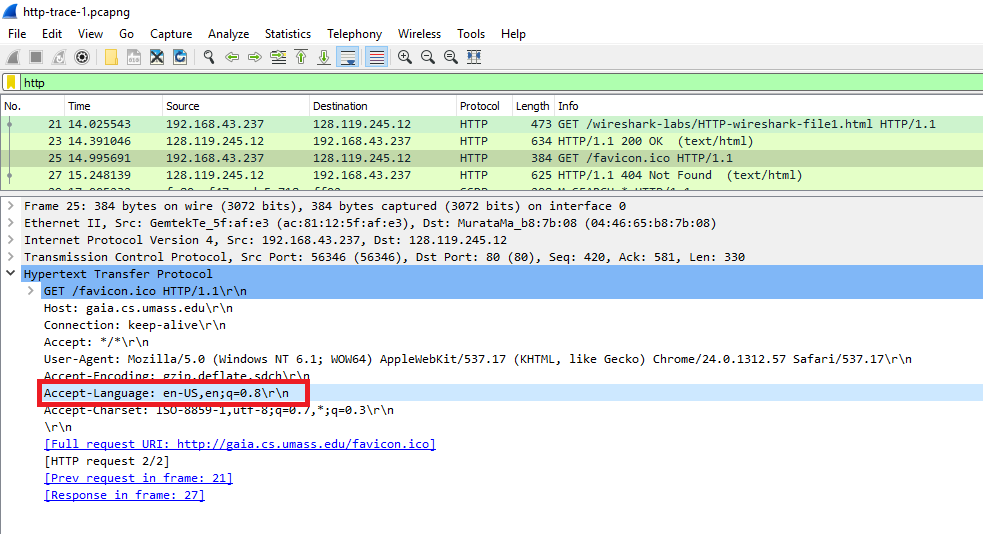 http-trace-1.pcapng
File Edit View Go Capture Analyze Statistics Telephony Wireless Tools Help
http
No. Time Source Destination Protocol Length Info
21 14.025543 192.168.43.237 128.119.245.12 HTTP 473 GET /wireshark-labs/HTTP-wireshark-file1.html HTTP/1.1
23 14.391046 128.119.245.12 192.168.43.237 HTTP 634 HTTP/1.1 200 OK (text/html)
25 14.995691 192.168.43.237 128.119.245.12 HTTP 384 GET /favicon.ico HTTP/1.1
27 15.248139 128.119.245.12 192.168.43.237 HTTP 625 HTTP/1.1 404 Not Found (text/html)
Frame 25: 384 bytes on wire (3072 bits), 384 bytes captured (3072 bits) on interface 0
Ethernet II, Src: GemtekTe_5f:af:e3 (ac:81:12:5f:af:e3), Dst: MurataMa_b8:7b:08 (04:46:65:b8:7b:08)
Internet Protocol Version 4, Src: 192.168.43.237, Dst: 128.119.245.12
Transmission Control Protocol, Src Port: 56346 (56346), Dst Port: 80 (80), Seq: 420, Ack: 581, Len: 330
Hypertext Transfer Protocol
GET /favicon.ico HTTP/1.1\r\n
Host: gaia.cs.umass.edu\r\n
Connection: keep-alive\r\n
Accept: */*\r\n
User-Agent: Mozilla/5.0 (Windows NT 6.1; WOW64) AppleWebKit/537.17 (KHTML, like Gecko) Chrome/24.0.1312.57 Safari/537.17\r\n
Accept-Encoding: gzip,deflate,sdch\r\n
Accept-Language: en-US,en;q=0.8\r\n
Accept-Charset: ISO-8859-1,utf-8;q=0.7,*;q=0.3\r\n
\r\n
[Full request URI: http://gaia.cs.umass.edu/favicon.ico]
[HTTP request 2/2]
[Prev request in frame: 21]
[Response in frame: 27]